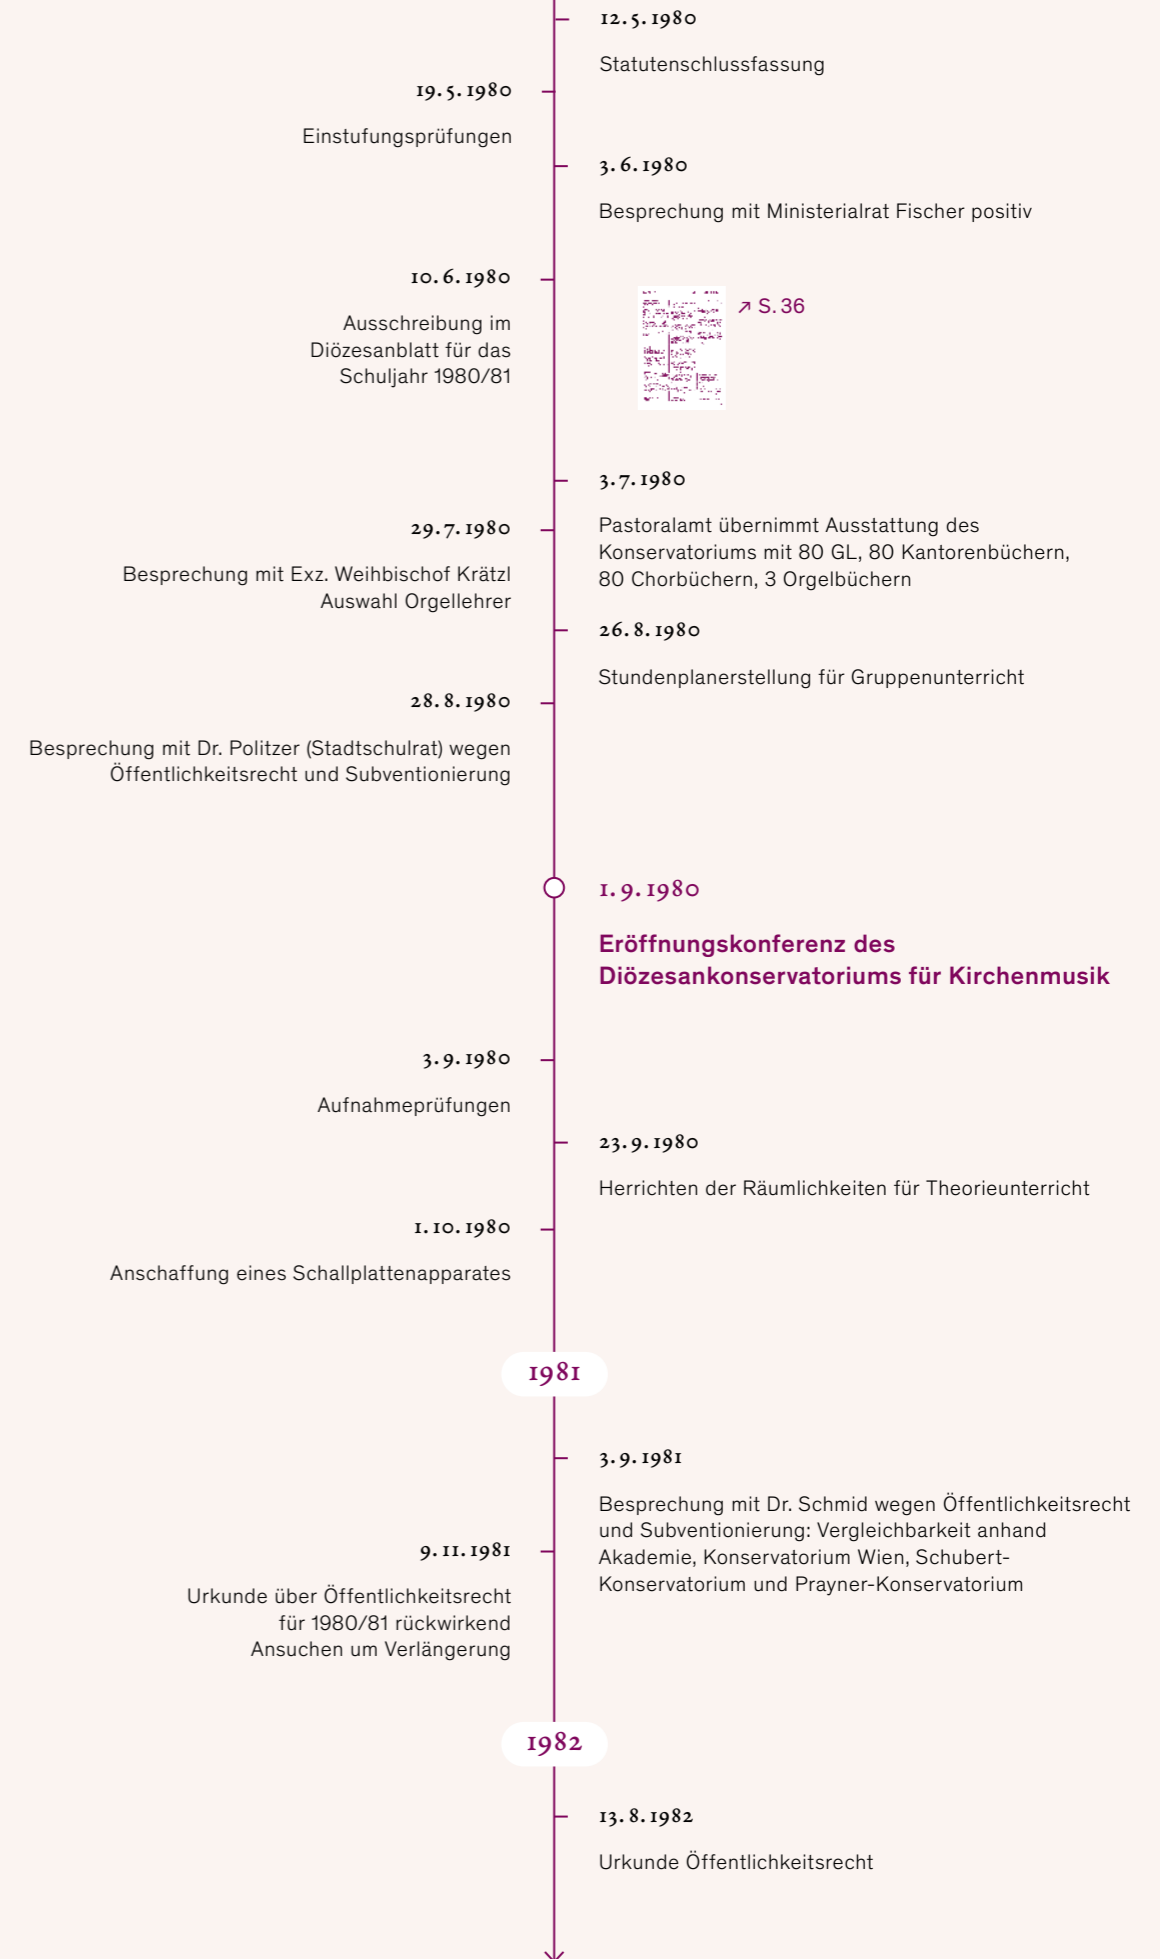 12. 5. 1980
Statutenschlussfassung
19. 5. 1980
Einstufungsprüfungen
3. 6. 1980
Besprechung mit Ministerialrat Fischer positiv
10. 6. 1980
Ausschreibung im
Diözesanblatt für das
Schuljahr 1980/81
↗ S. 36
3. 7. 1980
Pastoralamt übernimmt Ausstattung des
Konservatoriums mit 80 GL, 80 Kantorenbüchern,
80 Chorbüchern, 3 Orgelbüchern
29. 7. 1980
Besprechung mit Exz. Weihbischof Krätzl
Auswahl Orgellehrer
26. 8. 1980
Stundenplanerstellung für Gruppenunterricht
28. 8. 1980
Besprechung mit Dr. Politzer (Stadtschulrat) wegen
Öffentlichkeitsrecht und Subventionierung
1. 9. 1980
Eröffnungskonferenz des
Diözesankonservatoriums für Kirchenmusik
3. 9. 1980
Aufnahmeprüfungen
23. 9. 1980
Herrichten der Räumlichkeiten für Theorieunterricht
1. 10. 1980
Anschaffung eines Schallplattenapparates
1981
3. 9. 1981
Besprechung mit Dr. Schmid wegen Öffentlichkeitsrecht
und Subventionierung: Vergleichbarkeit anhand
Akademie, Konservatorium Wien, Schubert-
Konservatorium und Prayner-Konservatorium
9. 11. 1981
Urkunde über Öffentlichkeitsrecht
für 1980/81 rückwirkend
Ansuchen um Verlängerung
1982
13. 8. 1982
Urkunde Öffentlichkeitsrecht